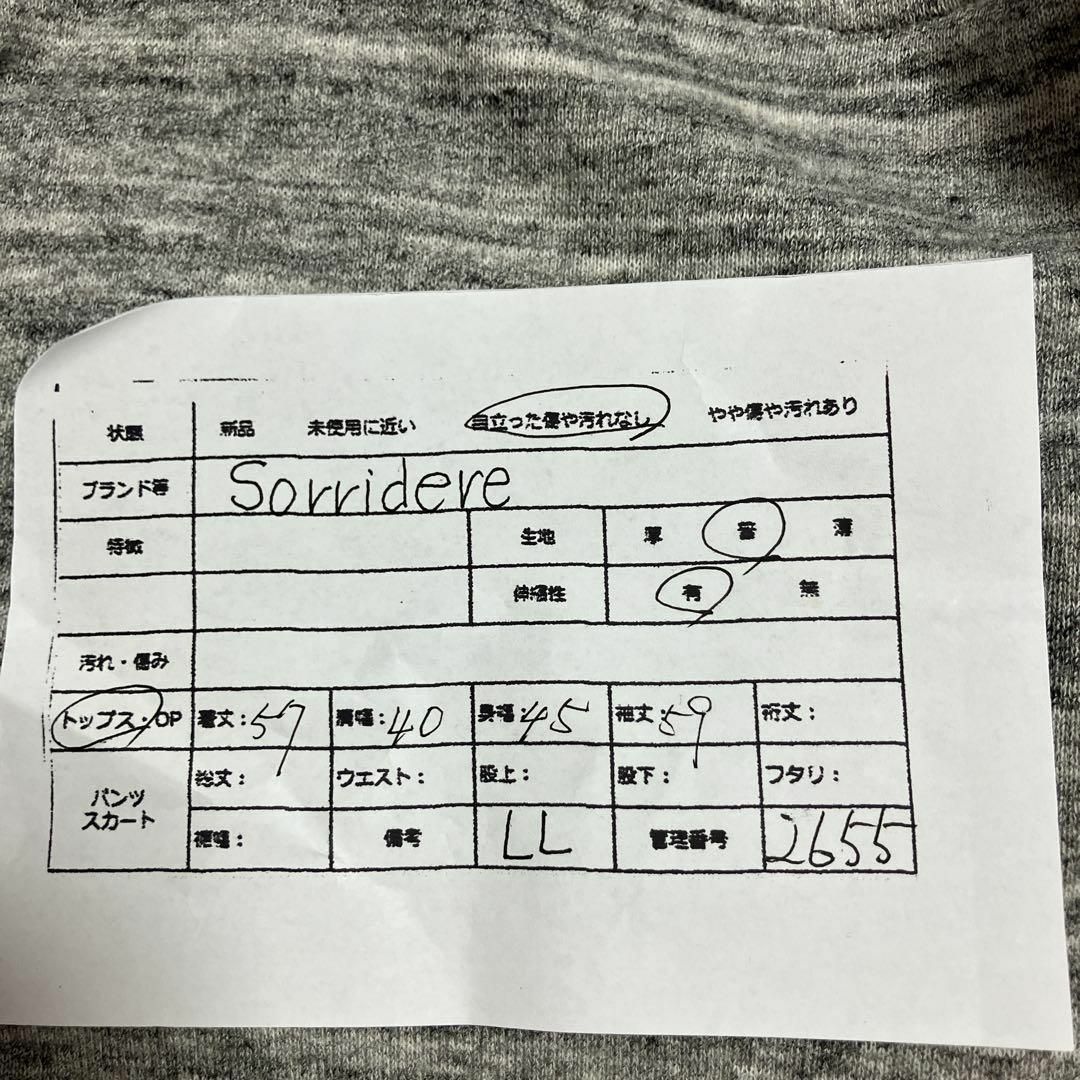 状態 新品 未使用に近い 目立った傷や汚れなし やや傷や汚れあり
ブランド等 Sorridere
特徴 生地 厚 普 薄
伸縮性 有 無
汚れ・傷み
トップス・OP 着丈:57 肩幅:40 身幅:45 袖丈:59 裄丈:
パンツ スカート 総丈: ウエスト: 股上: 股下: ワタリ:
裾幅: 備考 LL 管理番号 2655